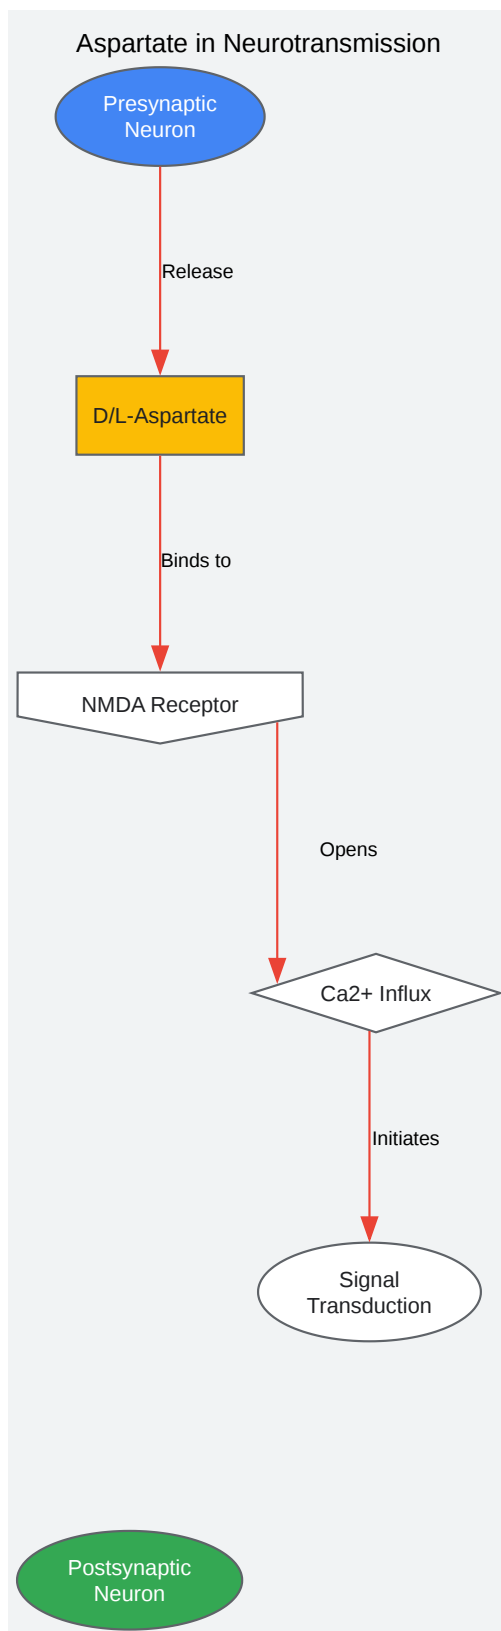 Aspartate in Neurotransmission
Presynaptic
Neuron
Release
D/L-Aspartate
Binds to
NMDA Receptor
Opens
Ca2+ Influx
Initiates
Signal
Transduction
Postsynaptic
Neuron